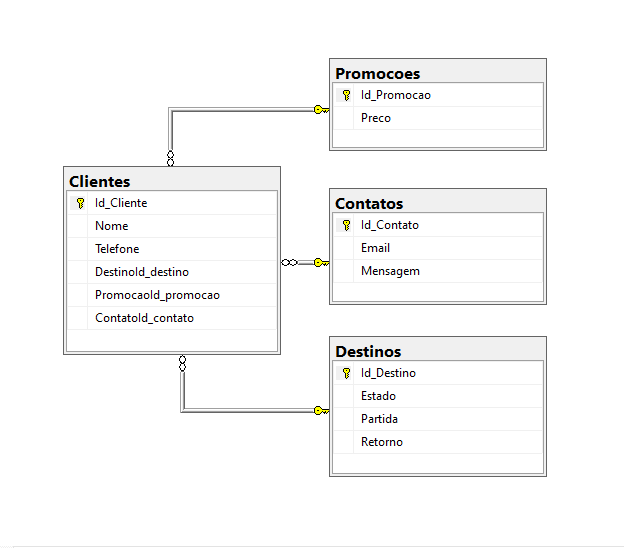 Promocoes
Id_Promocao
Preco
Clientes
Id_Cliente
Nome
Telefone
DestinoId_destino
PromocaoId_promocao
ContatoId_contato
Contatos
Id_Contato
Email
Mensagem
Destinos
Id_Destino
Estado
Partida
Retorno